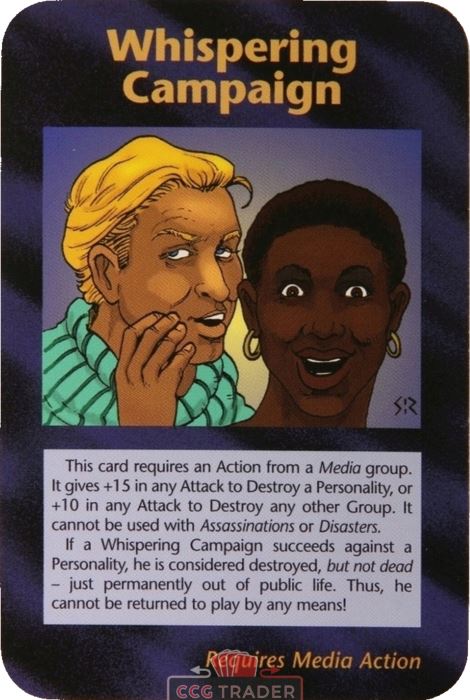 Whispering
Campaign
SJR
This card requires an Action from a Media group.
It gives +15 in any Attack to Destroy a Personality, or
+10 in any Attack to Destroy any other Group. It
cannot be used with Assassinations or Disasters.
If a Whispering Campaign succeeds against a
Personality, he is considered destroyed, but not dead
– just permanently out of public life. Thus, he
cannot be returned to play by any means!
Requires Media Action
CCG TRADER